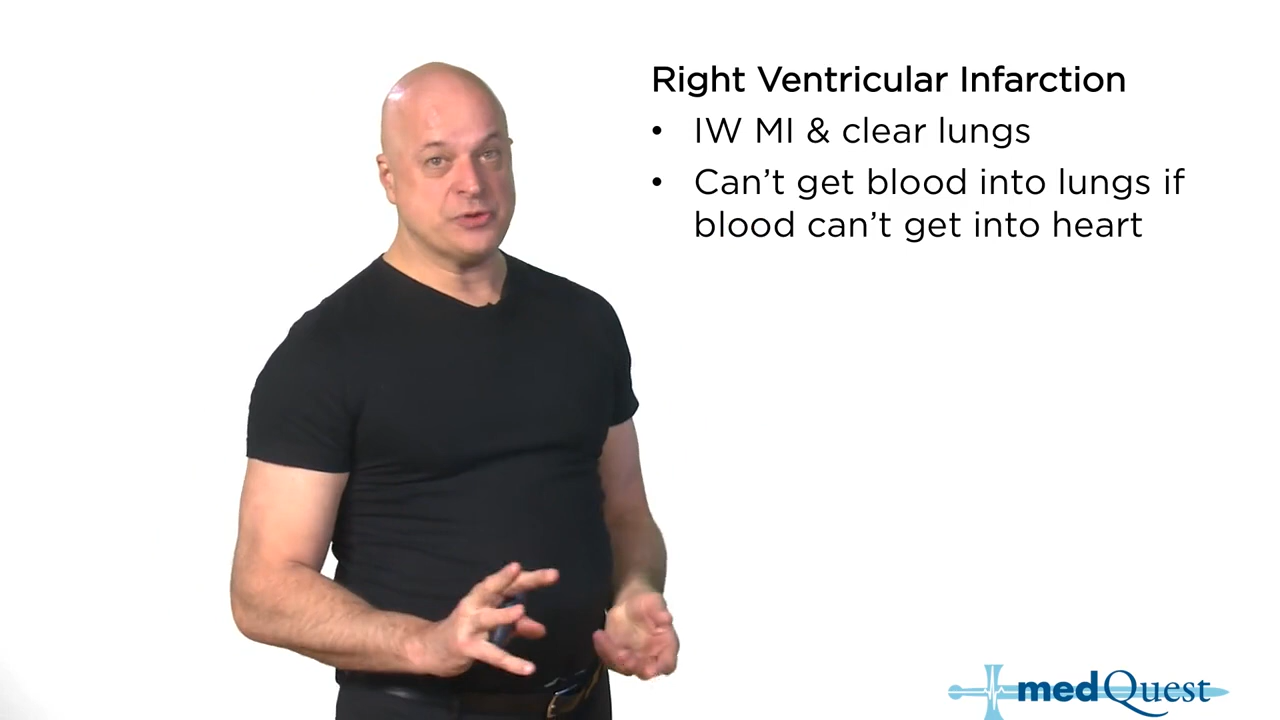 Right Ventricular Infarction
• IW MI & clear lungs
• Can't get blood into lungs if
blood can't get into heart
medQuest